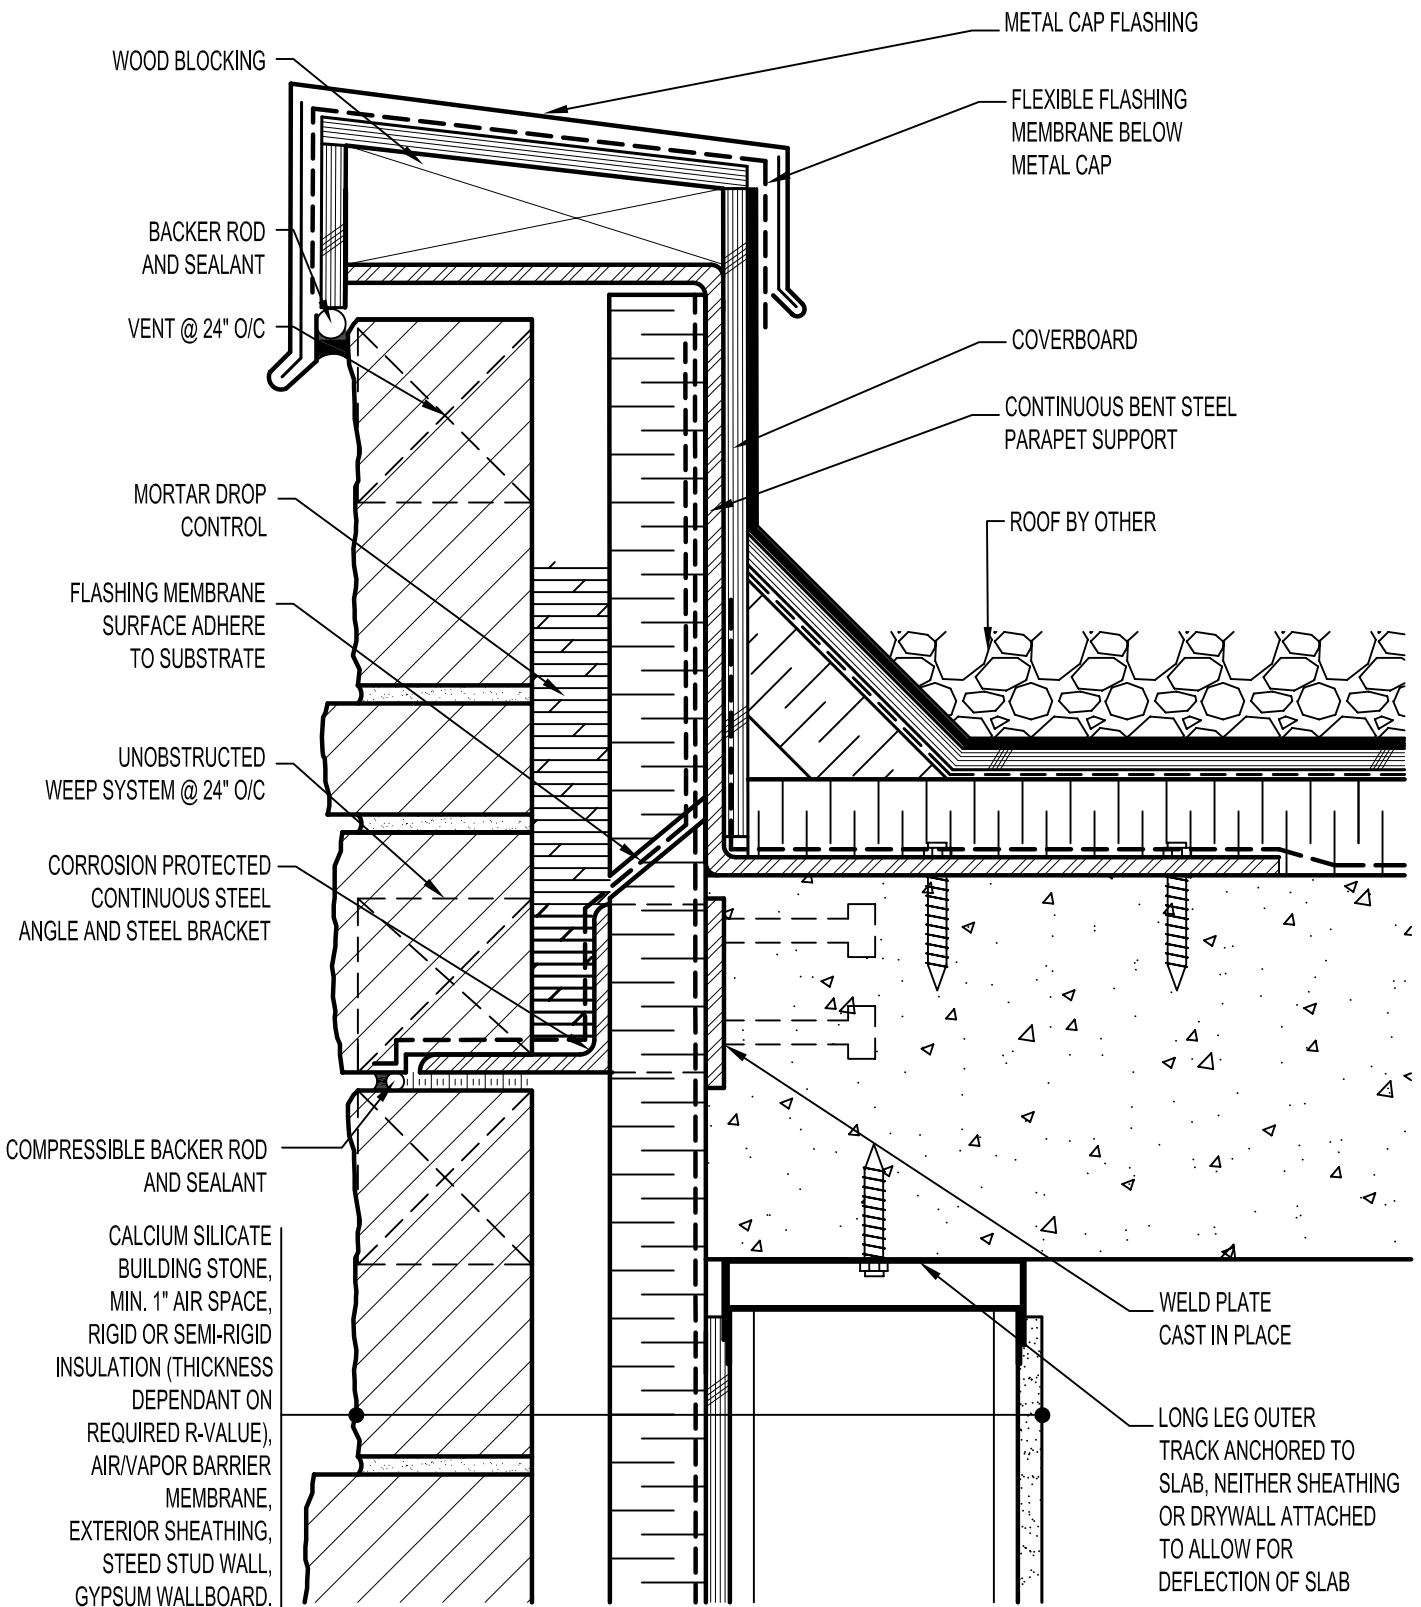 METAL CAP FLASHING
WOOD BLOCKING
FLEXIBLE FLASHING
MEMBRANE BELOW
METAL CAP
BACKER ROD
AND SEALANT
VENT @ 24" O/C
COVERBOARD
CONTINUOUS BENT STEEL
PARAPET SUPPORT
MORTAR DROP
CONTROL
ROOF BY OTHER
FLASHING MEMBRANE
SURFACE ADHERE
TO SUBSTRATE
UNOBSTRUCTED
WEEP SYSTEM @ 24" O/C
CORROSION PROTECTED
CONTINUOUS STEEL
ANGLE AND STEEL BRACKET
COMPRESSIBLE BACKER ROD
AND SEALANT
CALCIUM SILICATE
BUILDING STONE,
MIN. 1" AIR SPACE,
RIGID OR SEMI-RIGID
INSULATION (THICKNESS
DEPENDANT ON
REQUIRED R-VALUE),
AIR/VAPOR BARRIER
MEMBRANE,
EXTERIOR SHEATHING,
STEED STUD WALL,
GYPSUM WALLBOARD.
WELD PLATE
CAST IN PLACE
LONG LEG OUTER
TRACK ANCHORED TO
SLAB, NEITHER SHEATHING
OR DRYWALL ATTACHED
TO ALLOW FOR
DEFLECTION OF SLAB